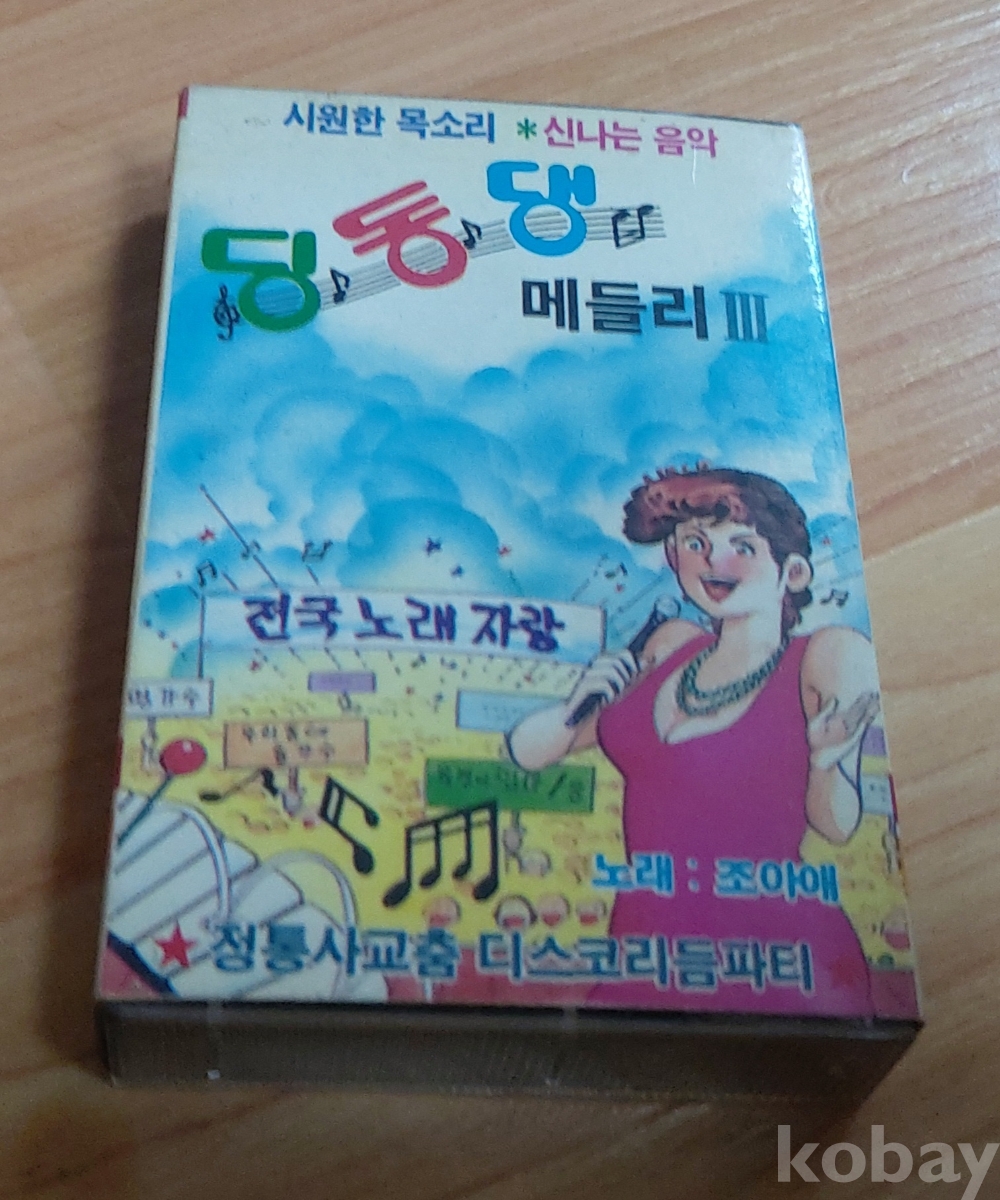 시원한 목소리 *신나는 음악
딩동댕
메들리 III
전국 노래 자랑
노래 : 조아애
★정통사교춤 디스코리듬파티
kobay